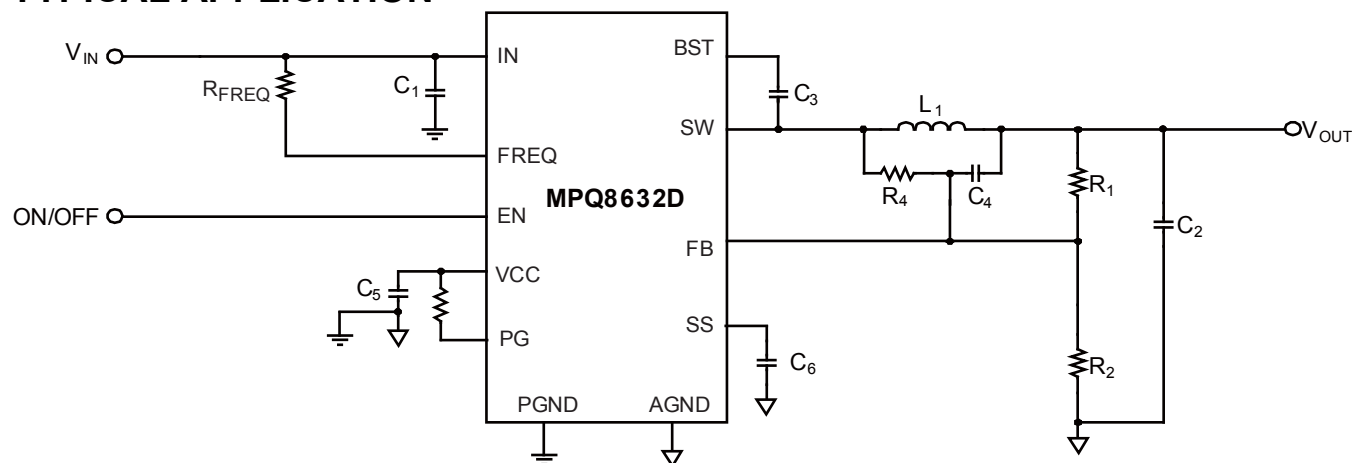 TYPICAL APPLICATION
V_IN
IN
BST
R_FREQ
C_1
C_3
L_1
SW
V_OUT
FREQ
MPQ8632D
R_4
C_4
R_1
ON/OFF
EN
C_2
FB
VCC
C_5
PG
SS
C_6
R_2
PGND
AGND